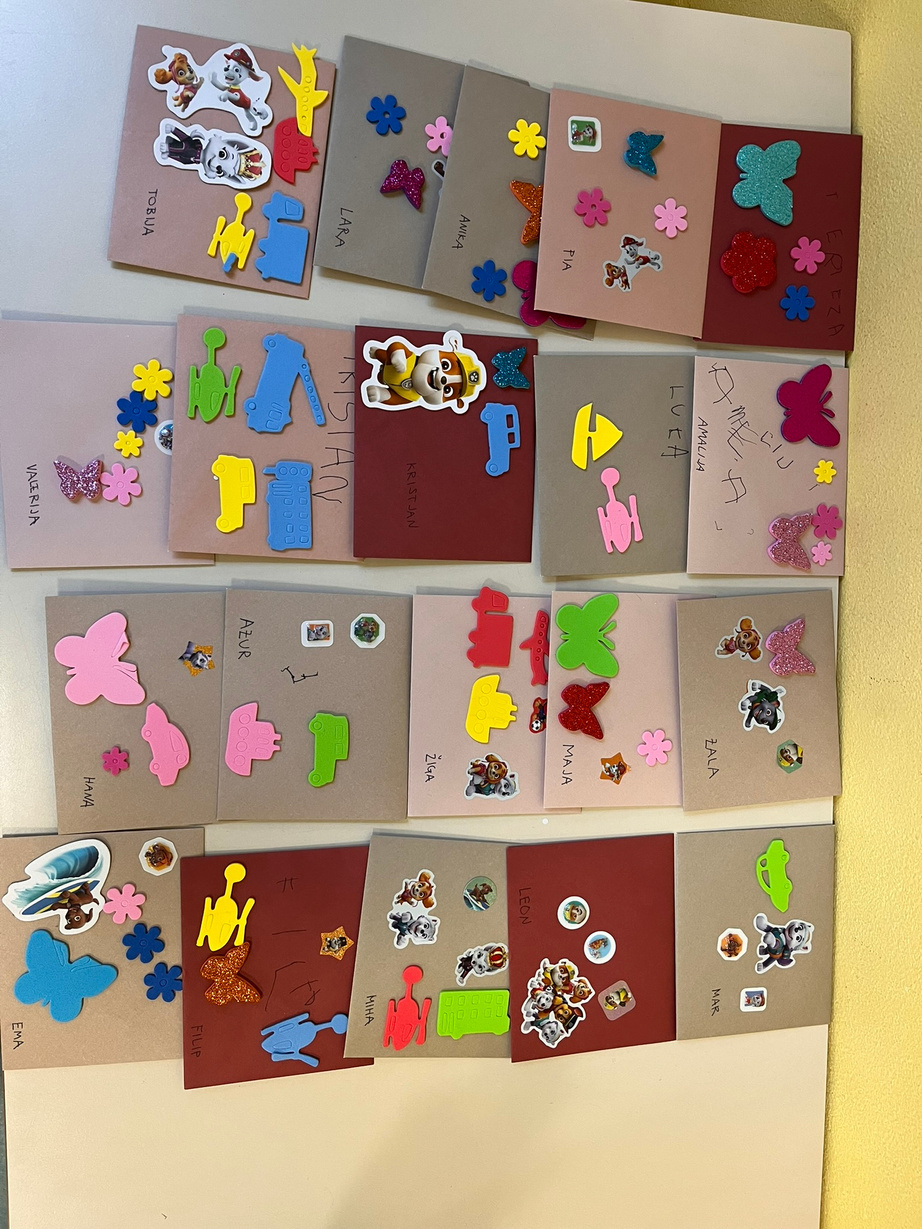 TOBIJA
LARA
ANIKA
PIA
TEREZA
VALERIJA
KRISTJAN
KRISTJAN
LUKA
AMALIJA
HANA
AŽUR
ŽIGA
MAJA
ZALA
EMA
FILIP
MIHA
LEON
MAR